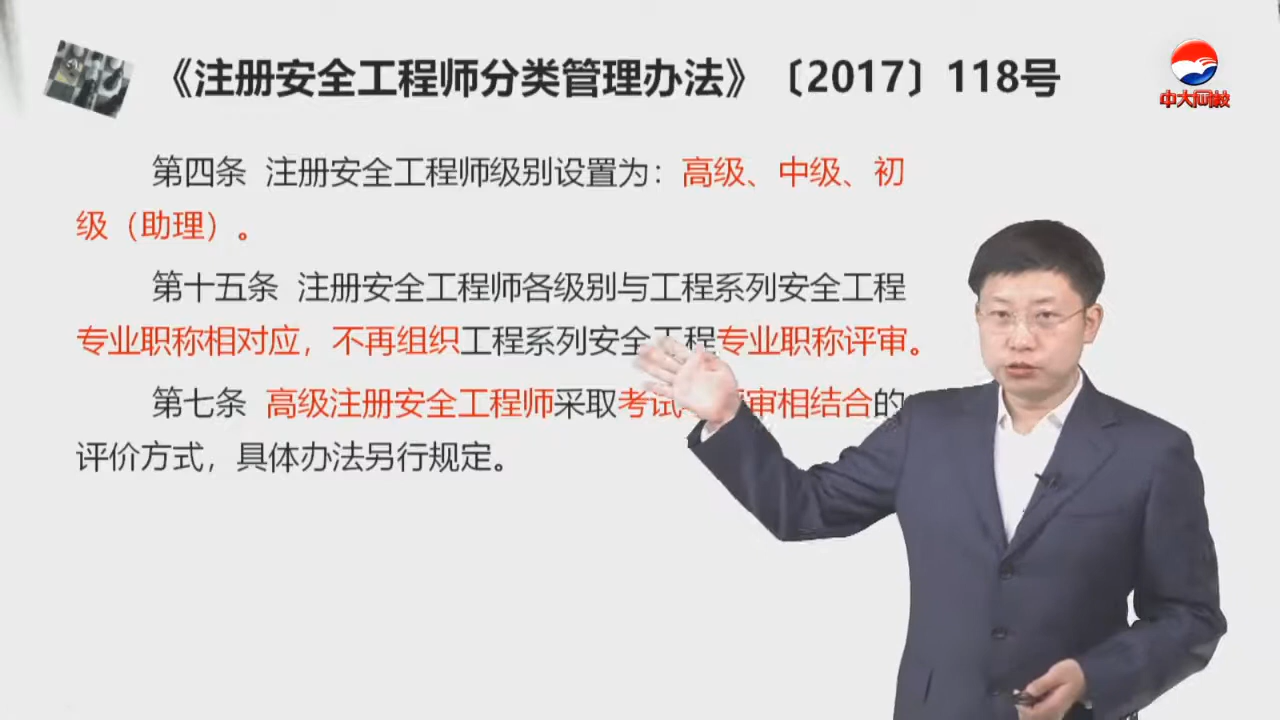 《注册安全工程师分类管理办法》〔2017〕118号
中大网校
第四条 注册安全工程师级别设置为：高级、中级、初
级（助理）。
第十五条 注册安全工程师各级别与工程系列安全工程
专业职称相对应，不再组织工程系列安全工程专业职称评审。
第七条 高级注册安全工程师采取考试 评审相结合的
评价方式，具体办法另行规定。